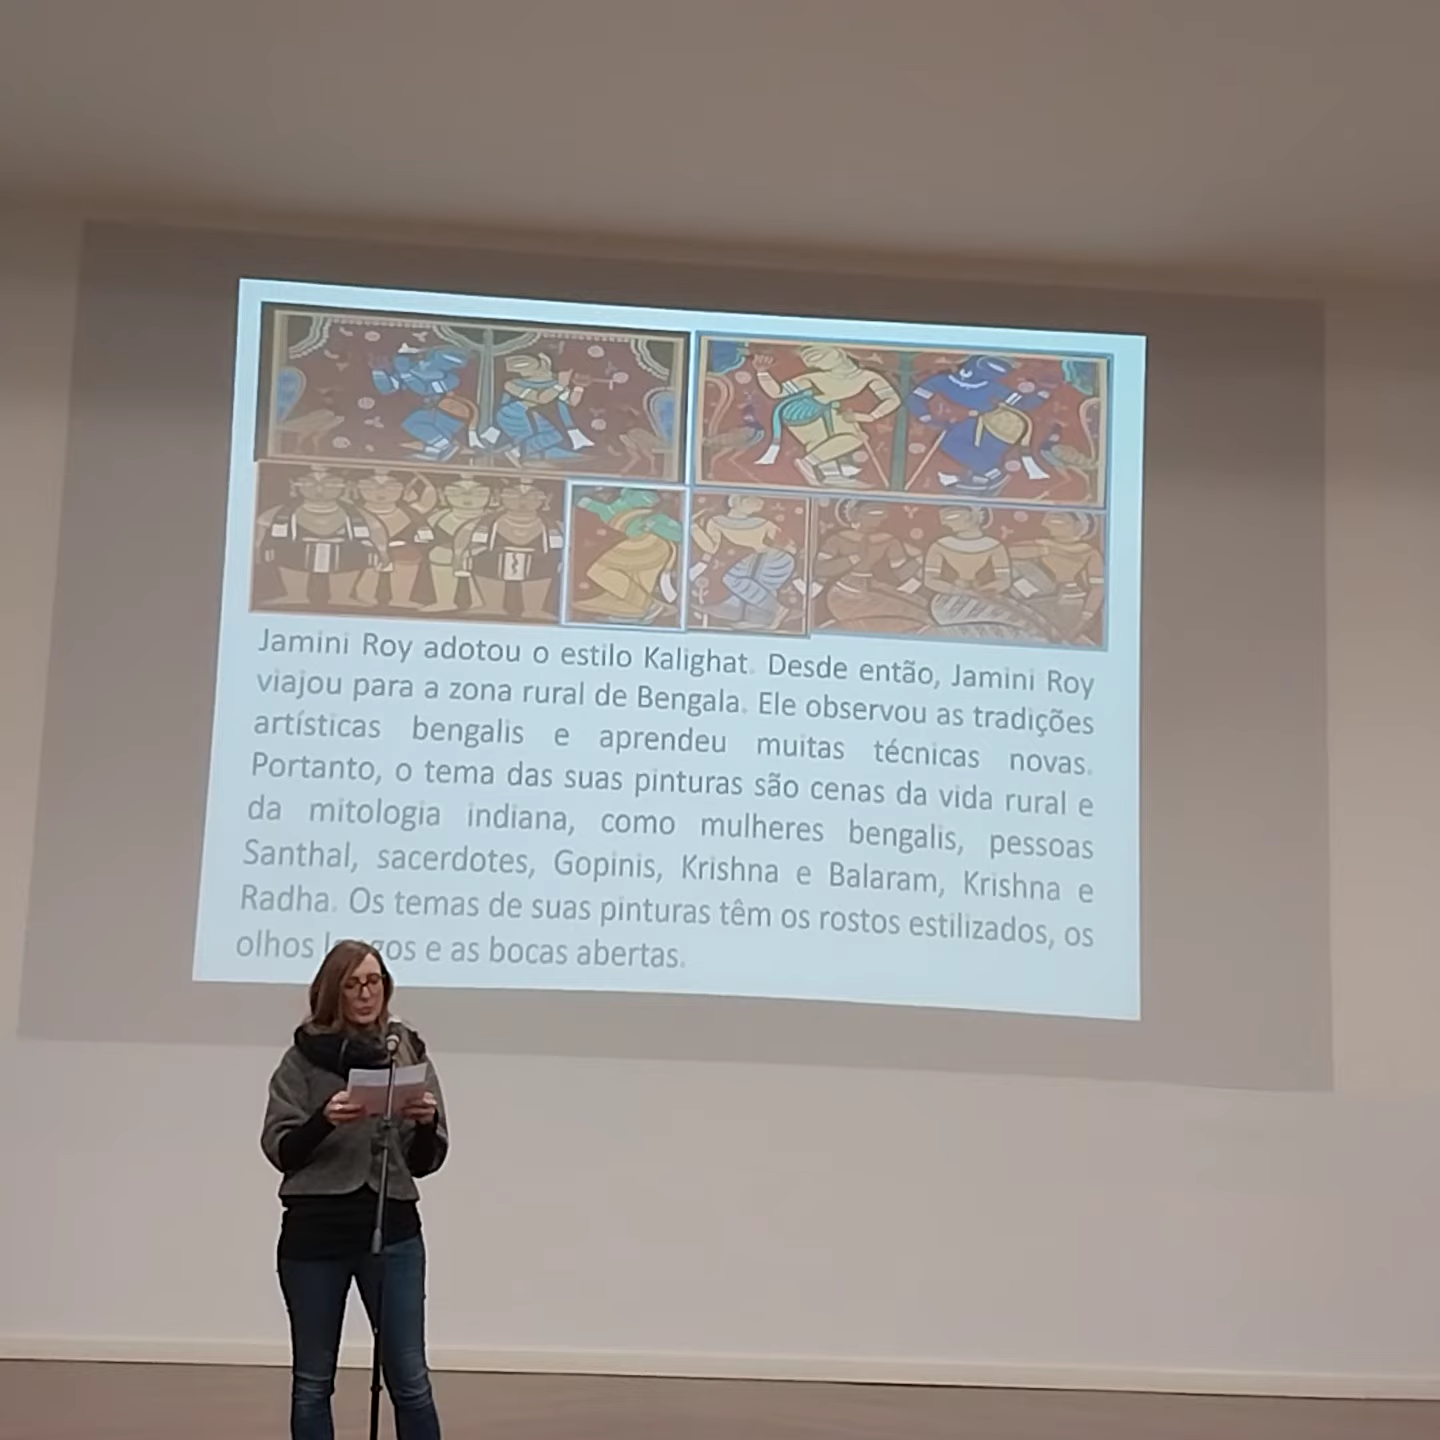 Jamini Roy adotou o estilo Kalighat. Desde então, Jamini Roy
viajou para a zona rural de Bengala. Ele observou as tradições
artísticas bengalis e aprendeu muitas técnicas novas.
Portanto, o tema das suas pinturas são cenas da vida rural e
da mitologia indiana, como mulheres bengalis, pessoas
Santhal, sacerdotes, Gopinis, Krishna e Balaram, Krishna e
Radha. Os temas de suas pinturas têm os rostos estilizados, os
olhos e as bocas abertas.